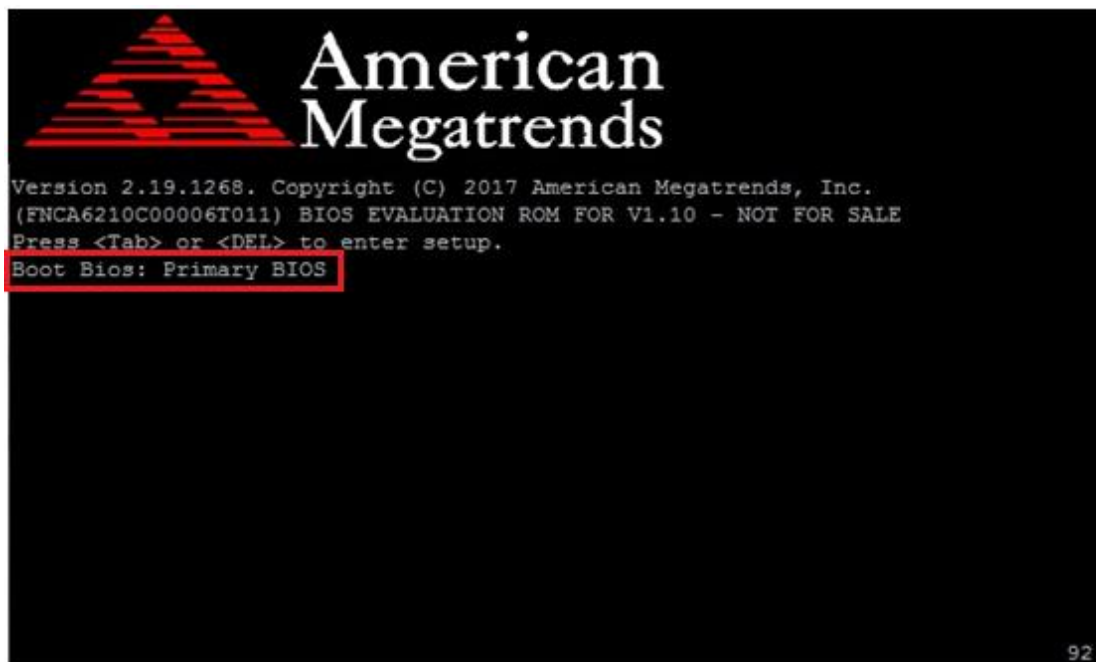 American
Megatrends
Version 2.19.1268. Copyright (C) 2017 American Megatrends, Inc.
(FNCA6210C00006T011) BIOS EVALUATION ROM FOR V1.10 - NOT FOR SALE
Press <Tab> or <DEL> to enter setup.
Boot Bios: Primary BIOS
92